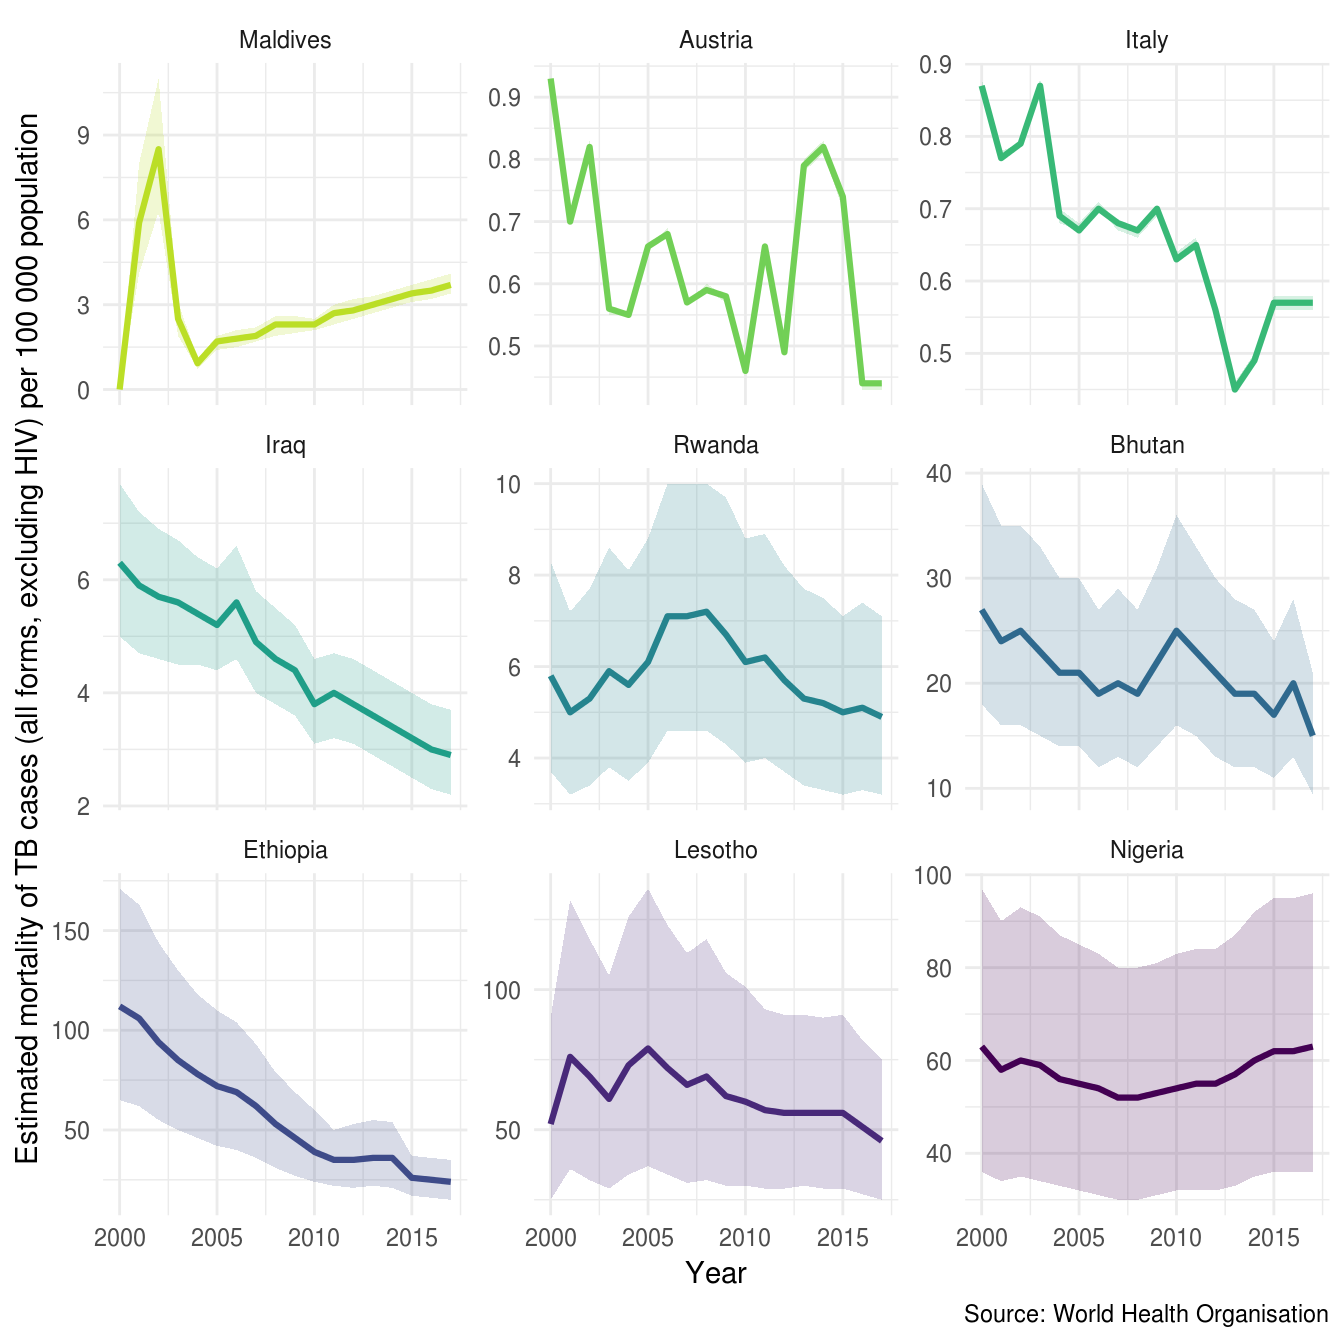 Maldives
Austria
Italy
9
6
3
0
0.9
0.8
0.7
0.6
0.5
0.9
0.8
0.7
0.6
0.5
Iraq
Rwanda
Bhutan
6
4
2
10
8
6
4
40
30
20
10
Ethiopia
Lesotho
Nigeria
150
100
50
100
50
100
80
60
40
2000 2005 2010 2015
2000 2005 2010 2015
2000 2005 2010 2015
Estimated mortality of TB cases (all forms, excluding HIV) per 100 000 population
Year
Source: World Health Organisation